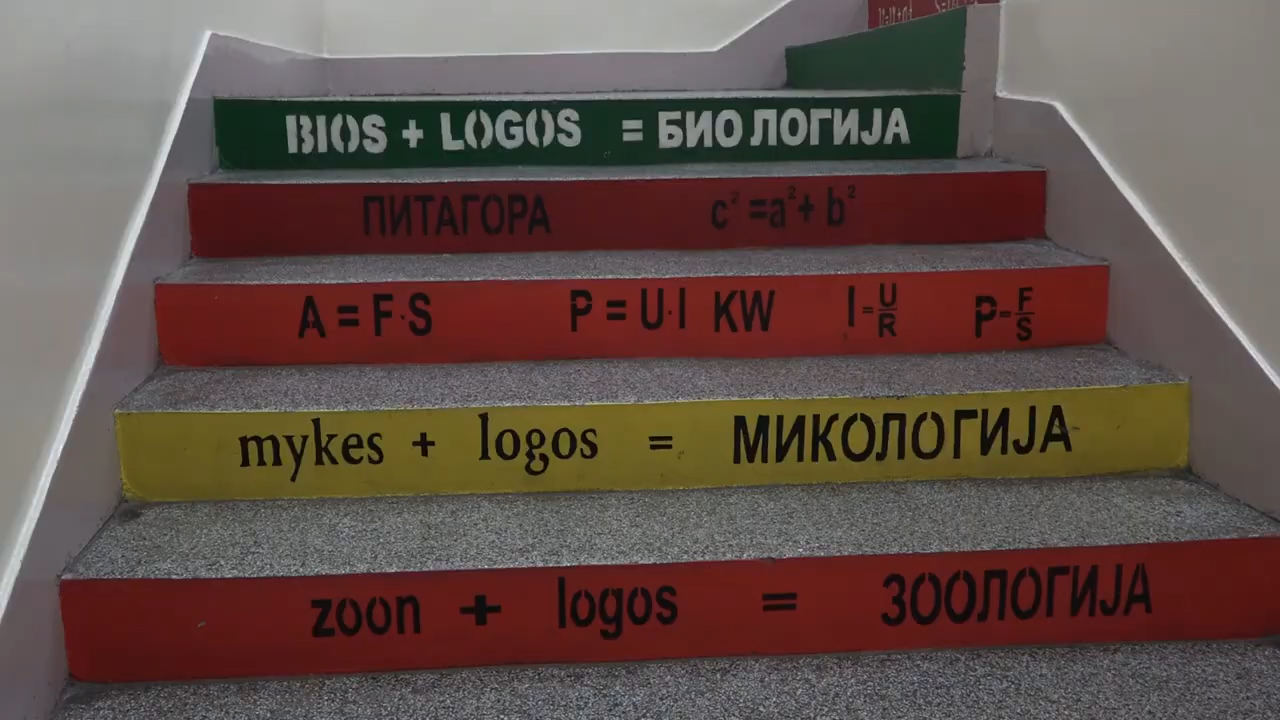 BIOS + LOGOS = БИОЛОГИЈА
ПИТАГОРА c² = a² + b²
A = F·S P = U·I KW I = U/R P = F/S
mykes + logos = МИКОЛОГИЈА
zoon + logos = ЗООЛОГИЈА